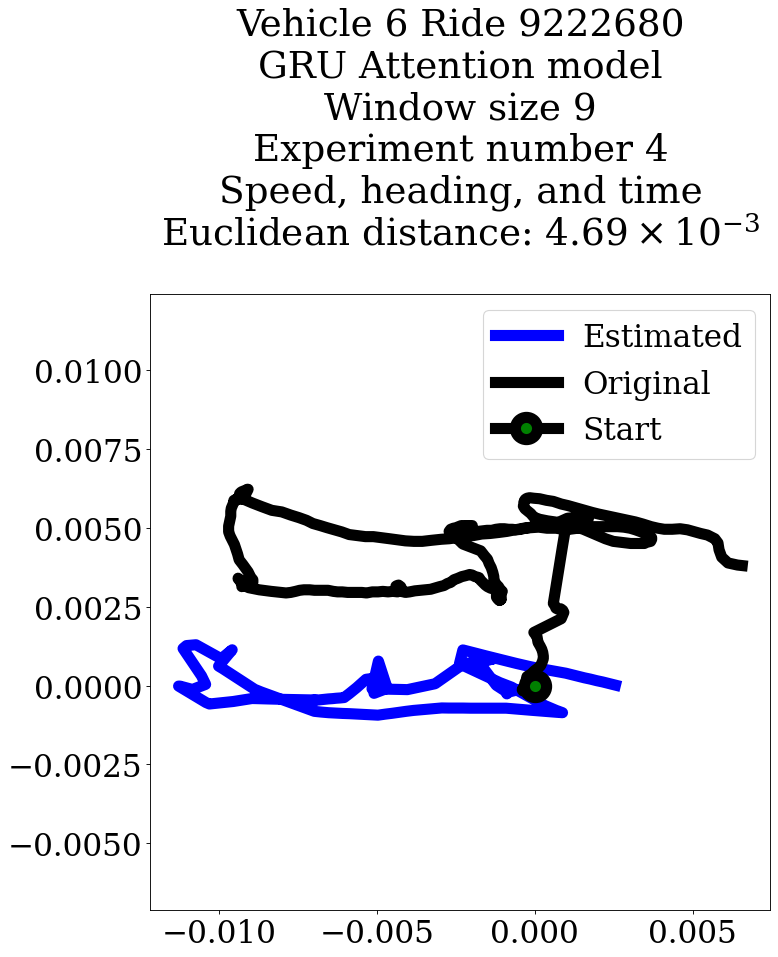 Vehicle 6 Ride 9222680
GRU Attention model
Window size 9
Experiment number 4
Speed, heading, and time
Euclidean distance: 4.69 × 10⁻³
Estimated
Original
Start
0.0100
0.0075
0.0050
0.0025
0.0000
−0.0025
−0.0050
−0.010 −0.005 0.000 0.005